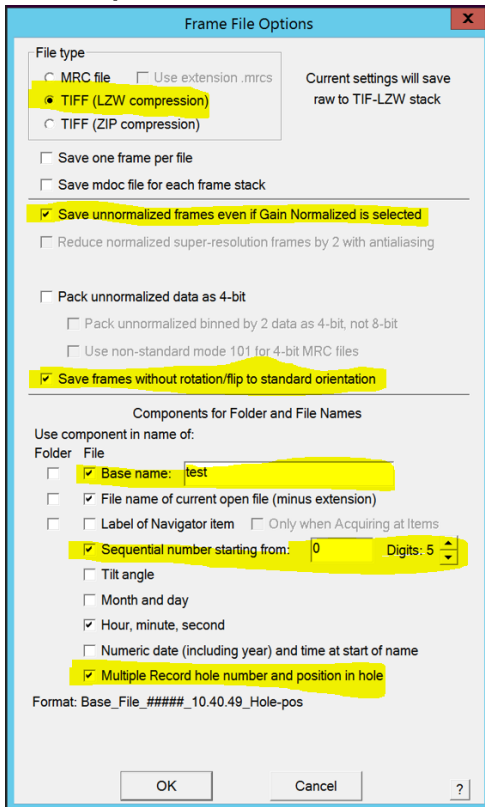 Frame File Options
X
File type
MRC file
Use extension .mrcs
TIFF (LZW compression)
TIFF (ZIP compression)
Current settings will save
raw to TIF-LZW stack
Save one frame per file
Save mdoc file for each frame stack
Save unnormalized frames even if Gain Normalized is selected
Reduce normalized super-resolution frames by 2 with antialiasing
Pack unnormalized data as 4-bit
Pack unnormalized binned by 2 data as 4-bit, not 8-bit
Use non-standard mode 101 for 4-bit MRC files
Save frames without rotation/flip to standard orientation
Components for Folder and File Names
Use component in name of:
Folder File
Base name: test
File name of current open file (minus extension)
Label of Navigator item Only when Acquiring at Items
Sequential number starting from: 0 Digits: 5
Tilt angle
Month and day
Hour, minute, second
Numeric date (including year) and time at start of name
Multiple Record hole number and position in hole
Format: Base_File_#####_10.40.49_Hole-pos
OK Cancel ?